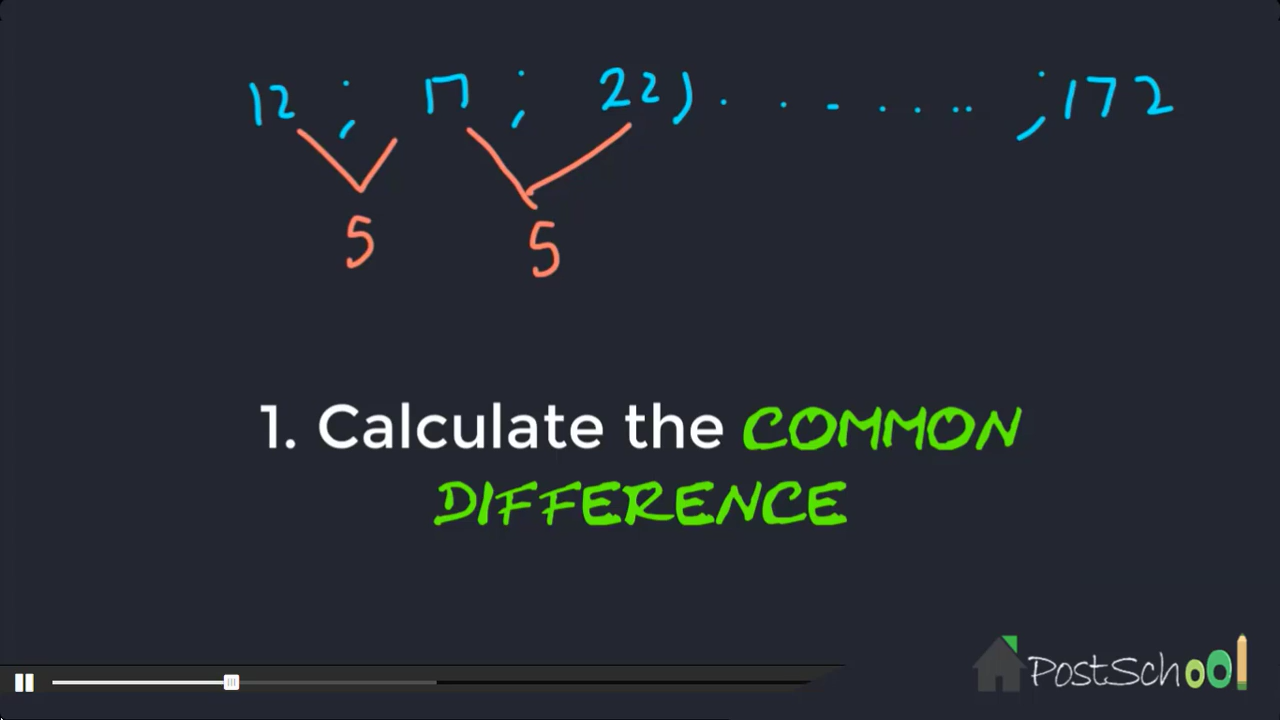 12 ; 17 ; 22 ; . . - . . .. ; 172
5 5
1. Calculate the COMMON
DIFFERENCE
PostSchool